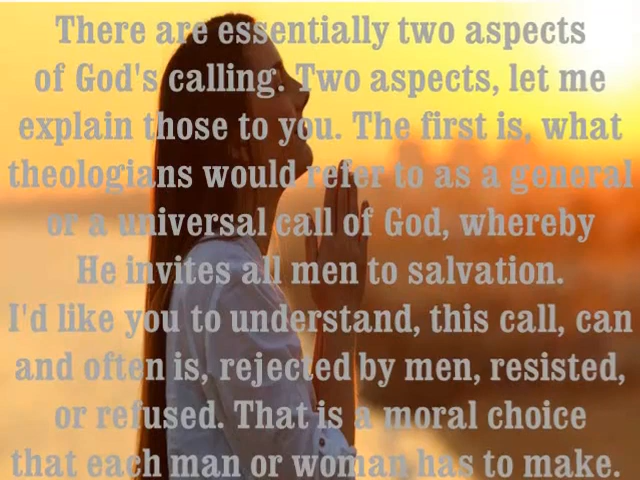 There are essentially two aspects
of God's calling. Two aspects, let me
explain those to you. The first is, what
theologians would refer to as a general
or a universal call of God, whereby
He invites all men to salvation.
I'd like you to understand, this call, can
and often is, rejected by men, resisted,
or refused. That is a moral choice
that each man or woman has to make.